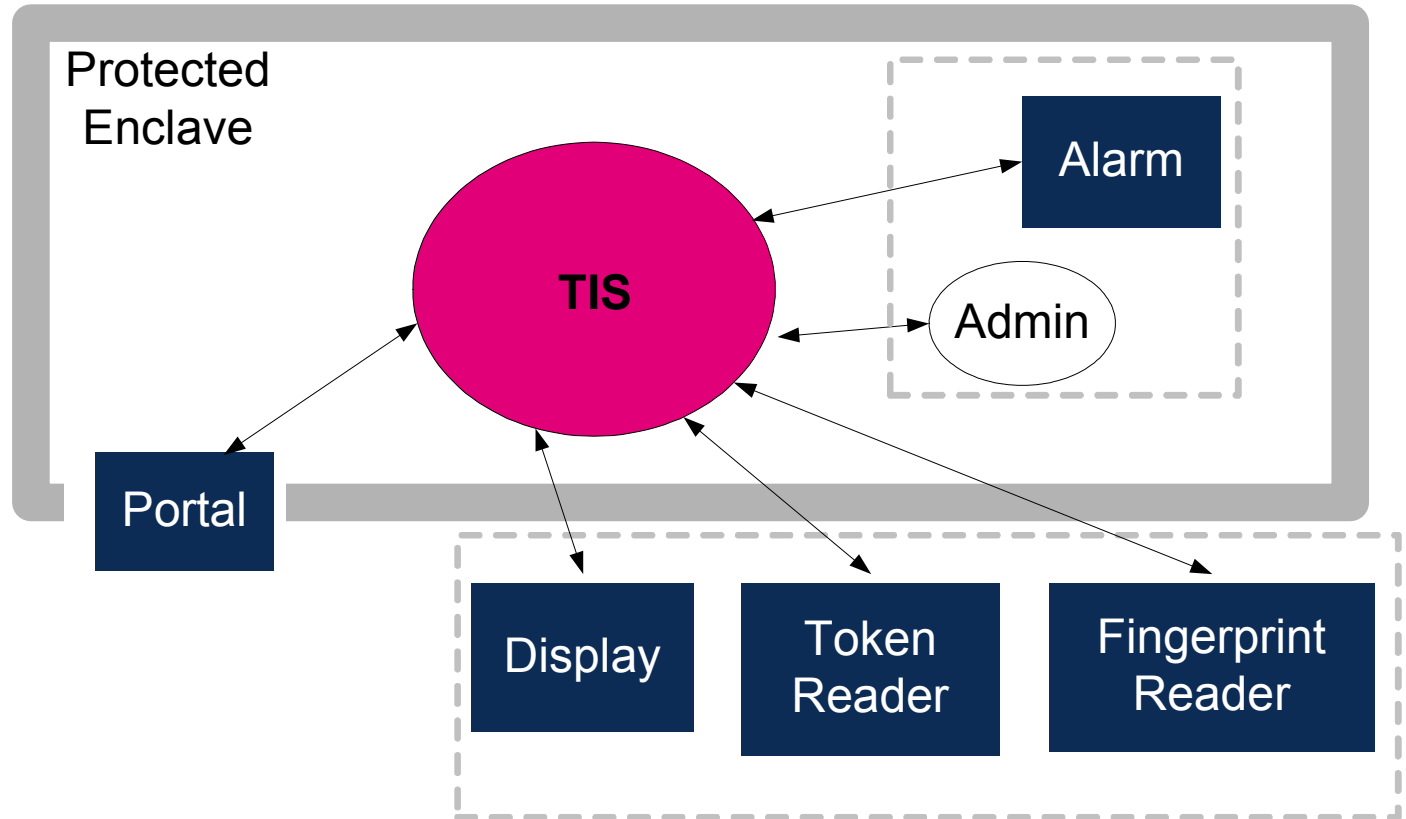 Protected
Enclave
Alarm
TIS
Admin
Portal
Display
Token
Reader
Fingerprint
Reader